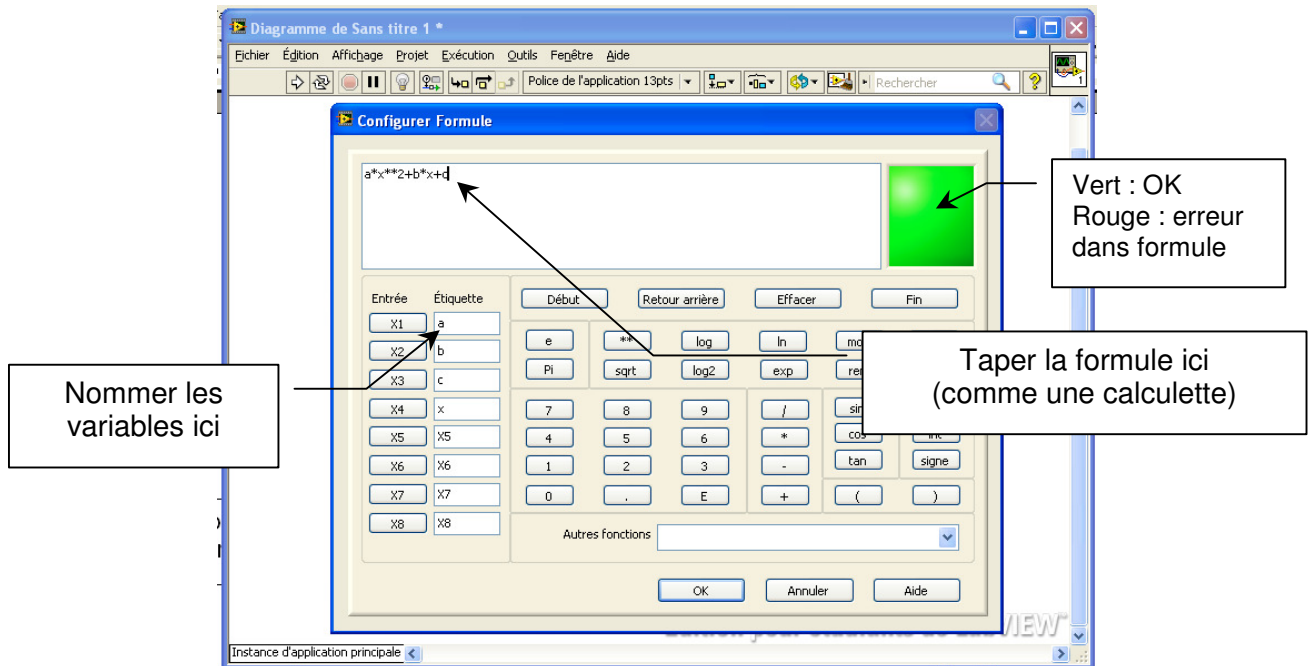 Diagramme de Sans titre 1 *
Fichier Édition Affichage Projet Exécution Outils Fenêtre Aide
Police de l'application 13pts Rechercher 1
Configurer Formule
a*x**2+b*x+c
Vert : OK
Rouge : erreur
dans formule
Entrée Étiquette Début Retour arrière Effacer Fin
X1 a
e ** log ln
X2 b
Pi sqrt log2 exp
X3 c
X4 x 7 8 9 /
X5 X5 4 5 6 * cos int
X6 X6 1 2 3 - tan signe
X7 X7 0 . E + ( )
X8 X8
Autres fonctions
Nommer les
variables ici
Taper la formule ici
(comme une calculette)
OK Annuler Aide
Instance d'application principale